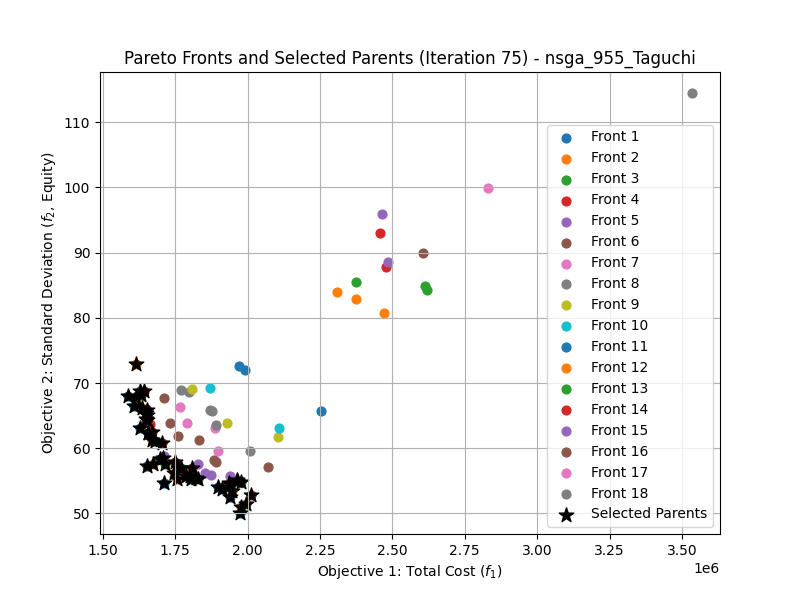 Pareto Fronts and Selected Parents (Iteration 75) - nsga_955_Taguchi
Objective 2: Standard Deviation (f₂, Equity)
110
100
90
80
70
60
50
Front 1
Front 2
Front 3
Front 4
Front 5
Front 6
Front 7
Front 8
Front 9
Front 10
Front 11
Front 12
Front 13
Front 14
Front 15
Front 16
Front 17
Front 18
Selected Parents
1.50 1.75 2.00 2.25 2.50 2.75 3.00 3.25 3.50
1e6
Objective 1: Total Cost (f₁)